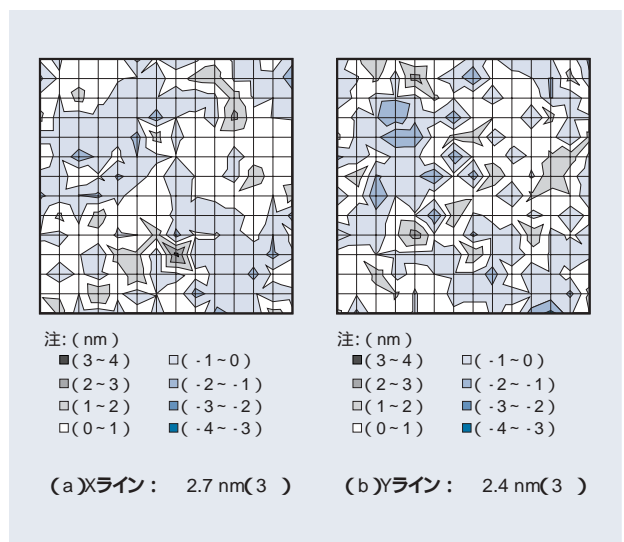 注:(nm)
(3~4) (-1~0)
(2~3) (-2~-1)
(1~2) (-3~-2)
(0~1) (-4~-3)
(a)Xライン: 2.7 nm(3 )
注:(nm)
(3~4) (-1~0)
(2~3) (-2~-1)
(1~2) (-3~-2)
(0~1) (-4~-3)
(b)Yライン: 2.4 nm(3 )